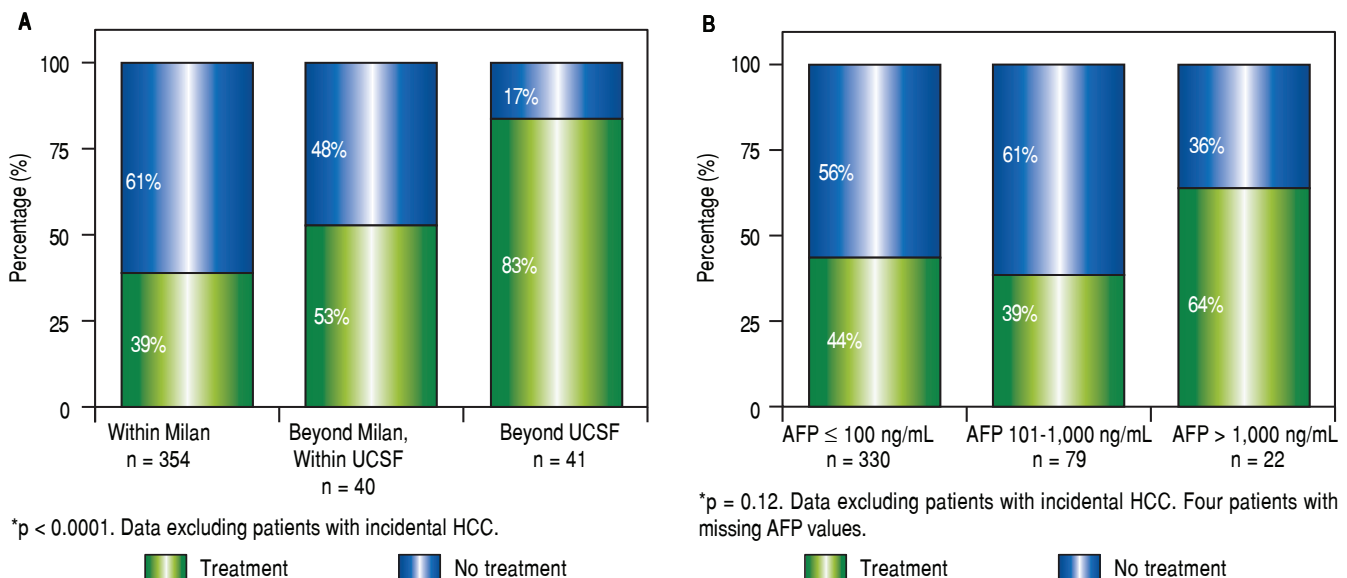 A
Percentage (%)
100
75
50
25
0
61%
39%
48%
53%
17%
83%
Within Milan
n = 354
Beyond Milan,
Within UCSF
n = 40
Beyond UCSF
n = 41
*p < 0.0001. Data excluding patients with incidental HCC.
Treatment
No treatment
B
Percentage (%)
100
75
50
25
0
56%
44%
61%
39%
36%
64%
AFP ≤ 100 ng/mL
n = 330
AFP 101-1,000 ng/mL
n = 79
AFP > 1,000 ng/mL
n = 22
*p = 0.12. Data excluding patients with incidental HCC. Four patients with
missing AFP values.
Treatment
No treatment